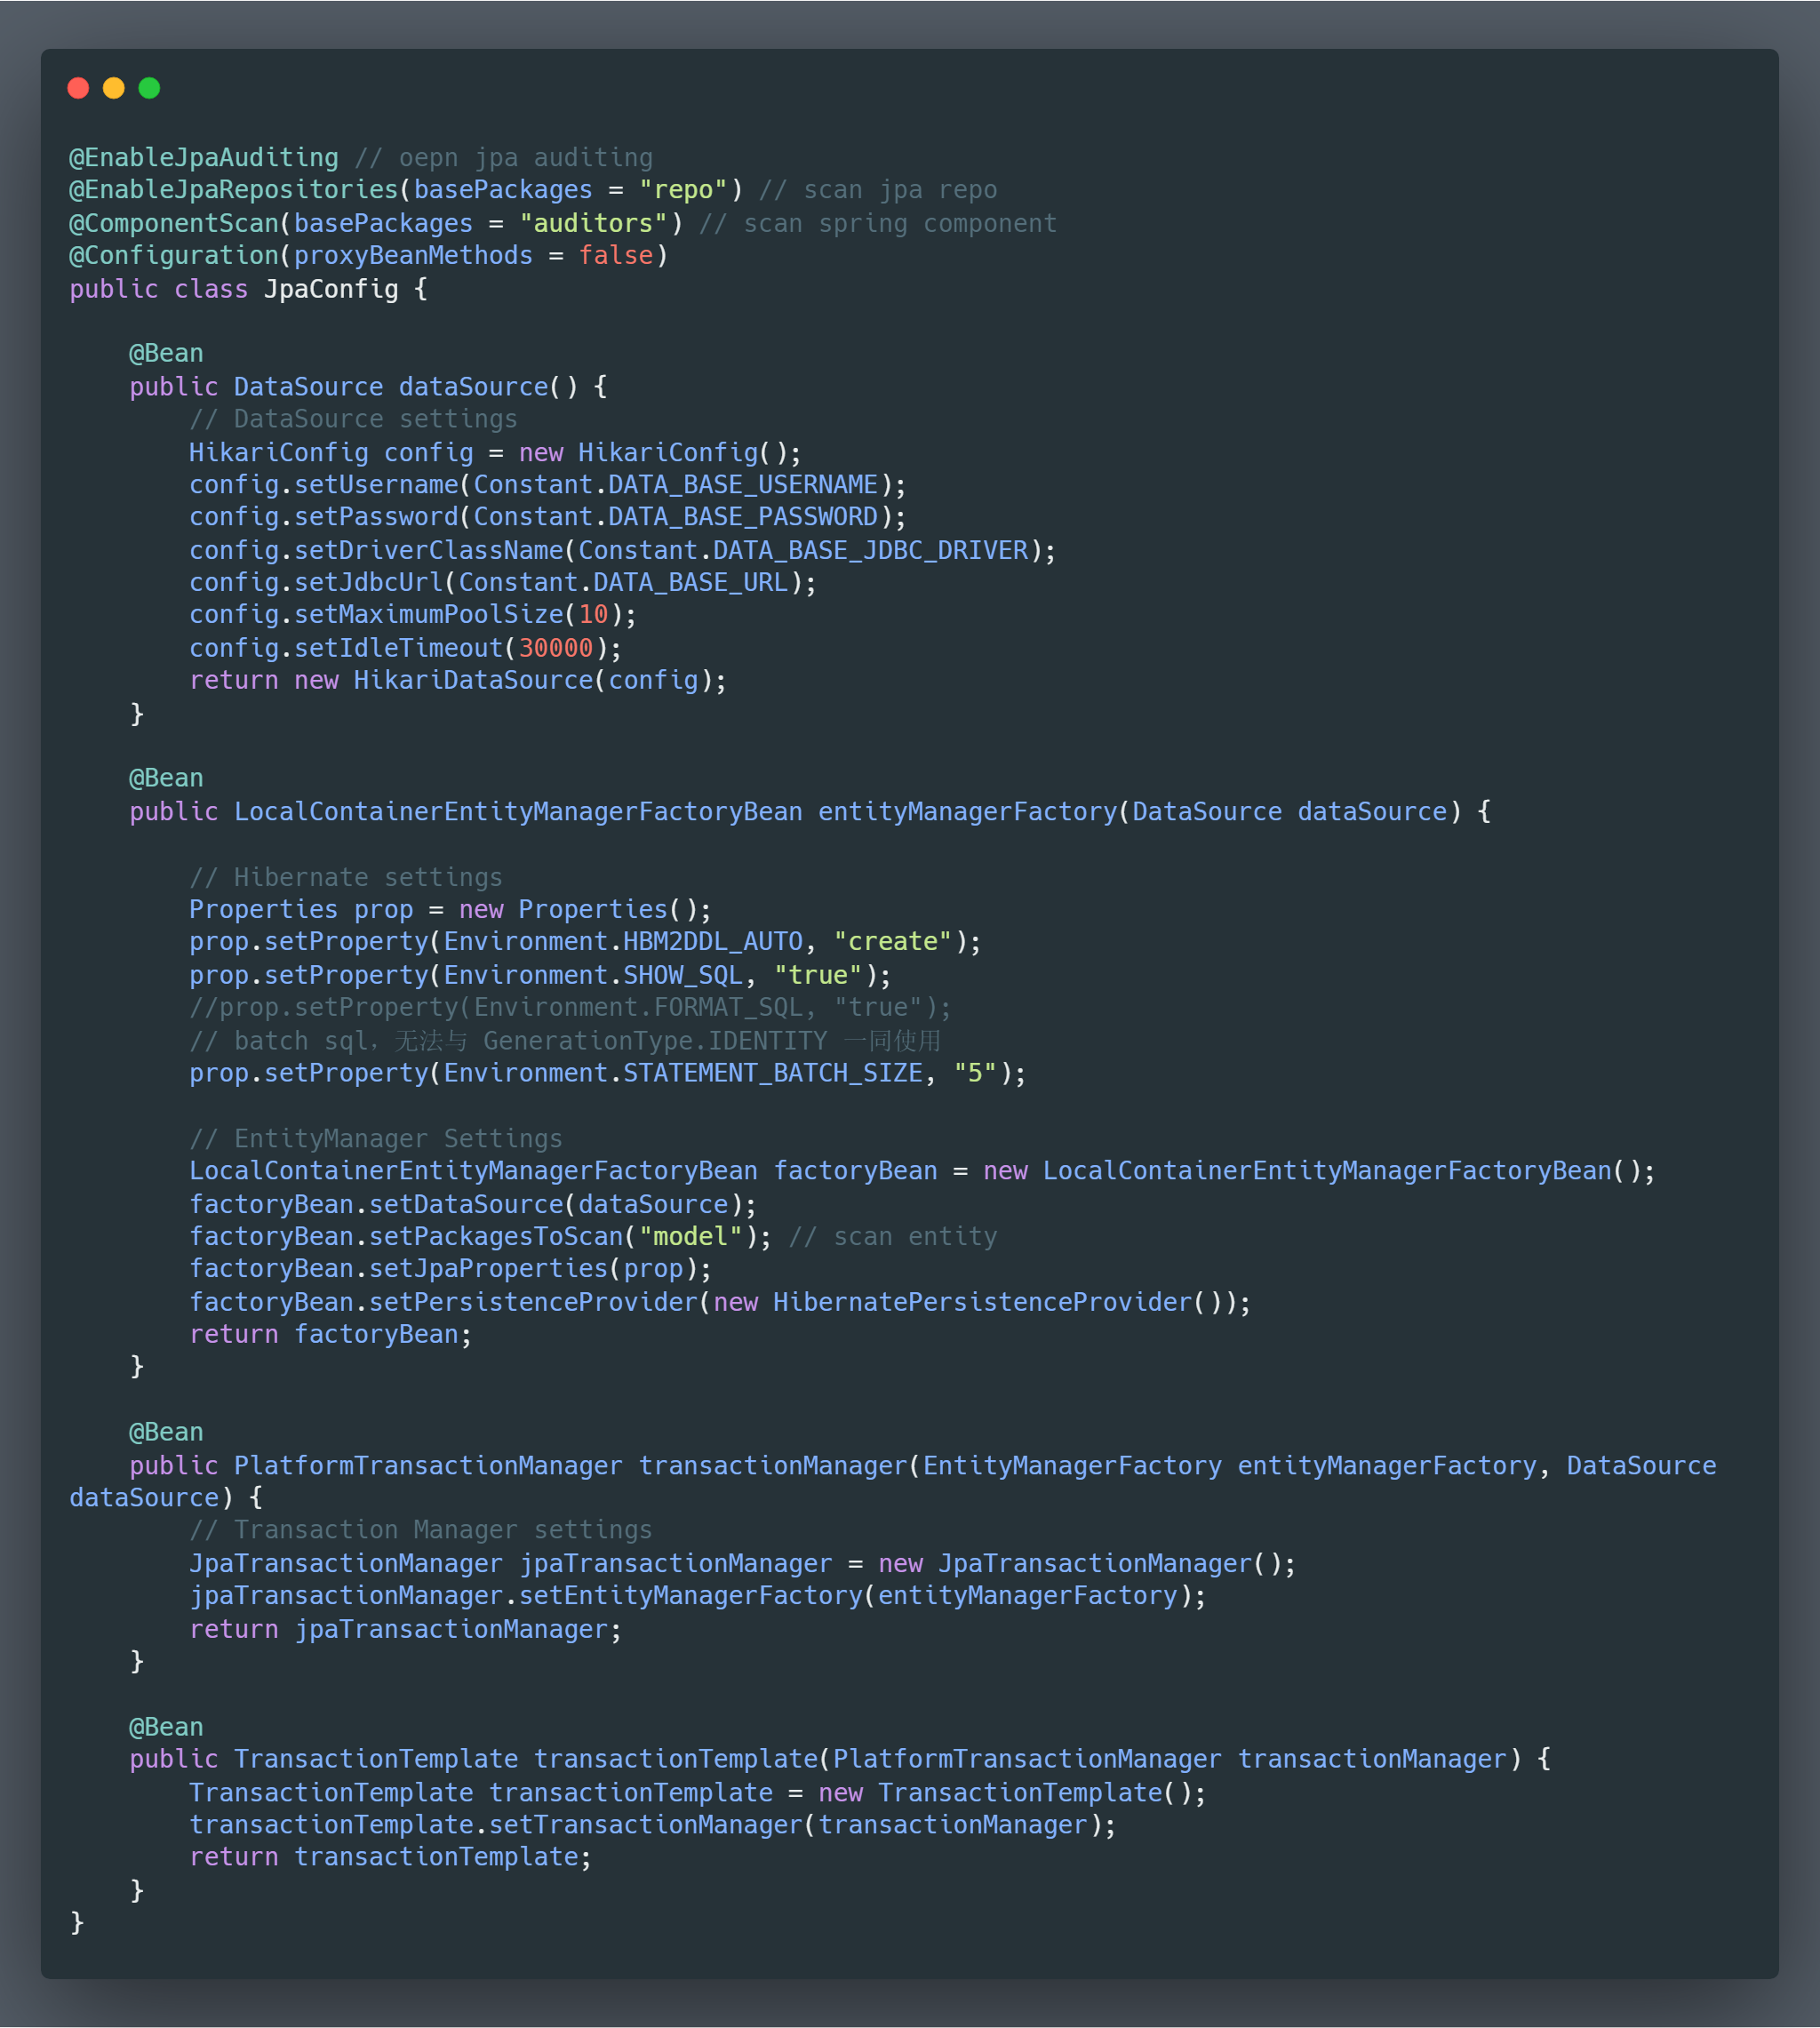 @EnableJpaAuditing // oepn jpa auditing
@EnableJpaRepositories(basePackages = "repo") // scan jpa repo
@ComponentScan(basePackages = "auditors") // scan spring component
@Configuration(proxyBeanMethods = false)
public class JpaConfig {
    @Bean
    public DataSource dataSource() {
        // DataSource settings
        HikariConfig config = new HikariConfig();
        config.setUsername(Constant.DATA_BASE_USERNAME);
        config.setPassword(Constant.DATA_BASE_PASSWORD);
        config.setDriverClassName(Constant.DATA_BASE_JDBC_DRIVER);
        config.setJdbcUrl(Constant.DATA_BASE_URL);
        config.setMaximumPoolSize(10);
        config.setIdleTimeout(30000);
        return new HikariDataSource(config);
    }
    @Bean
    public LocalContainerEntityManagerFactoryBean entityManagerFactory(DataSource dataSource) {
        // Hibernate settings
        Properties prop = new Properties();
        prop.setProperty(Environment.HBM2DDL_AUTO, "create");
        prop.setProperty(Environment.SHOW_SQL, "true");
        //prop.setProperty(Environment.FORMAT_SQL, "true");
        // batch sql，无法与 GenerationType.IDENTITY 一同使用
        prop.setProperty(Environment.STATEMENT_BATCH_SIZE, "5");
        // EntityManager Settings
        LocalContainerEntityManagerFactoryBean factoryBean = new LocalContainerEntityManagerFactoryBean();
        factoryBean.setDataSource(dataSource);
        factoryBean.setPackagesToScan("model"); // scan entity
        factoryBean.setJpaProperties(prop);
        factoryBean.setPersistenceProvider(new HibernatePersistenceProvider());
        return factoryBean;
    }
    @Bean
    public PlatformTransactionManager transactionManager(EntityManagerFactory entityManagerFactory, DataSource
dataSource) {
        // Transaction Manager settings
        JpaTransactionManager jpaTransactionManager = new JpaTransactionManager();
        jpaTransactionManager.setEntityManagerFactory(entityManagerFactory);
        return jpaTransactionManager;
    }
    @Bean
    public TransactionTemplate transactionTemplate(PlatformTransactionManager transactionManager) {
        TransactionTemplate transactionTemplate = new TransactionTemplate();
        transactionTemplate.setTransactionManager(transactionManager);
        return transactionTemplate;
    }
}